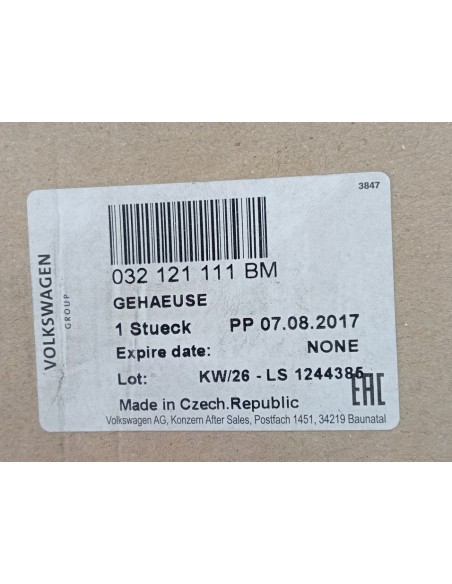 3847
VOLKSWAGEN
GROUP
032 121 111 BM
GEHAEUSE
1 Stueck PP 07.08.2017
Expire date: NONE
Lot: KW/26 - LS 1244385
EAC
Made in Czech.Republic
Volkswagen AG, Konzern After Sales, Postfach 1451, 34219 Baunatal